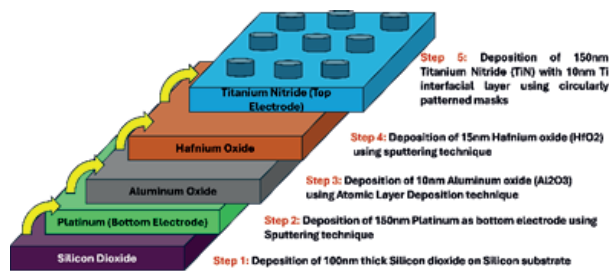 Step 5: Deposition of 150nm
Titanium Nitride (TiN) with 10nm Ti
interfacial layer using circularly
patterned masks
Titanium Nitride (Top
Electrode)
Step 4: Deposition of 15nm Hafnium oxide (HfO2)
using sputtering technique
Hafnium Oxide
Step 3: Deposition of 10nm Aluminum oxide (Al2O3)
using Atomic Layer Deposition technique
Aluminum Oxide
Step 2: Deposition of 150nm Platinum as bottom electrode using
Sputtering technique
Platinum (Bottom Electrode)
Step 1: Deposition of 100nm thick Silicon dioxide on Silicon substrate
Silicon Dioxide